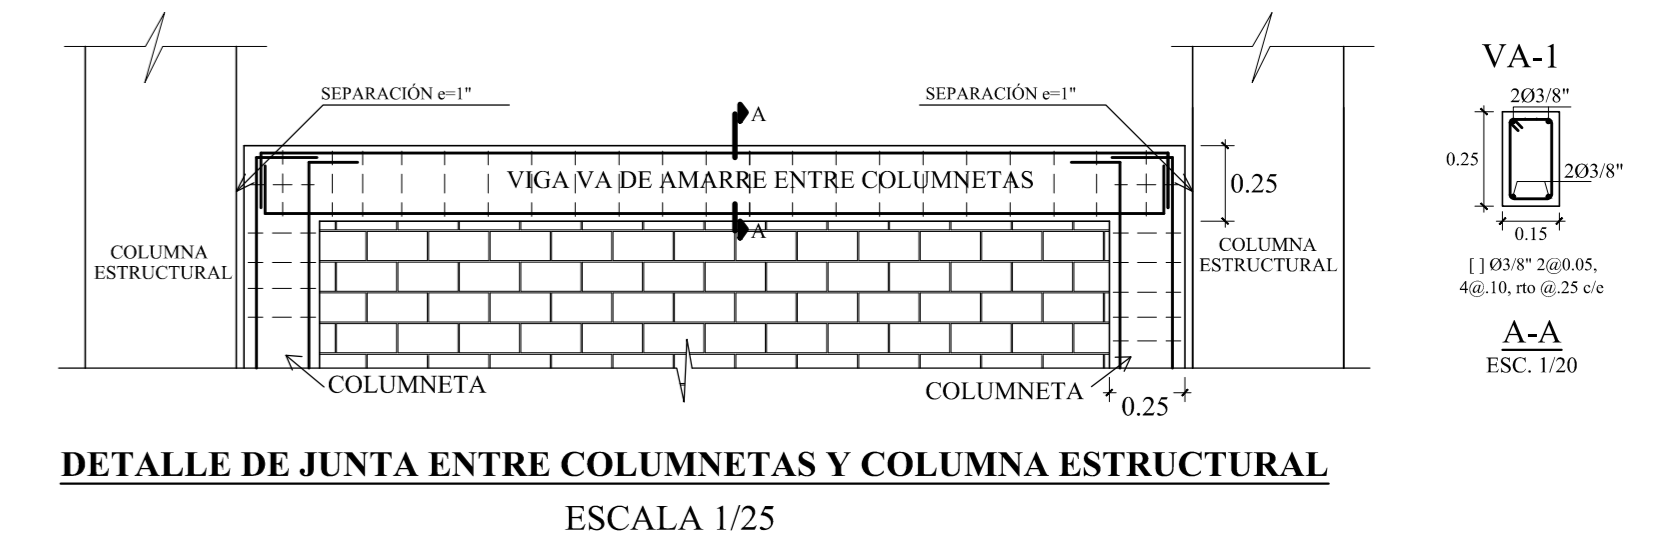 SEPARACIÓN e=1"
SEPARACIÓN e=1"
A
VIGA VA DE AMARRE ENTRE COLUMNETAS
0.25
A
COLUMNA
ESTRUCTURAL
COLUMNA
ESTRUCTURAL
COLUMNETA
COLUMNETA
0.25
VA-1
2Ø3/8"
0.25
2Ø3/8"
0.15
[ ] Ø3/8" 2@0.05,
4@.10, rto @.25 c/e
A-A
ESC. 1/20
DETALLE DE JUNTA ENTRE COLUMNETAS Y COLUMNA ESTRUCTURAL
ESCALA 1/25